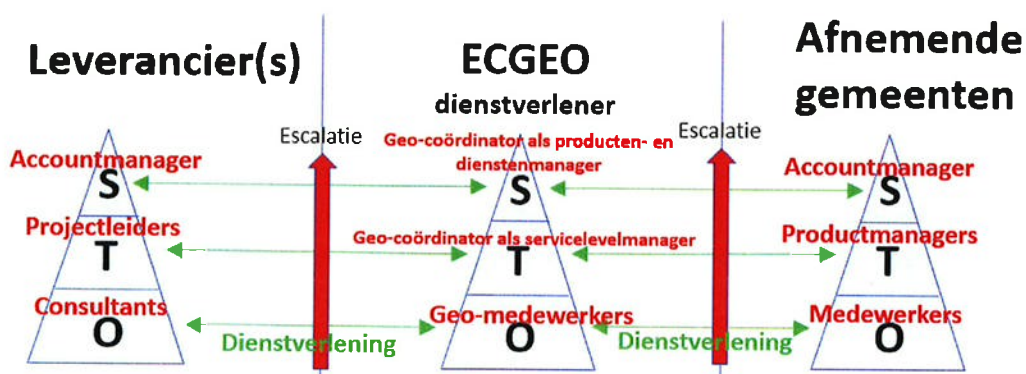 Leverancier(s)
ECGEO
dienstverlener
Afnemende
gemeenten
Escalatie
Escalatie
Geo-coördinator als producten- en
dienstenmanager
Accountmanager
S
S
Accountmanager
S
Projectleiders
T
Geo-coördinator als servicelevelmanager
T
Productmanagers
T
Consultants
O
Geo-medewerkers
O
Medewerkers
O
Dienstverlening
Dienstverlening